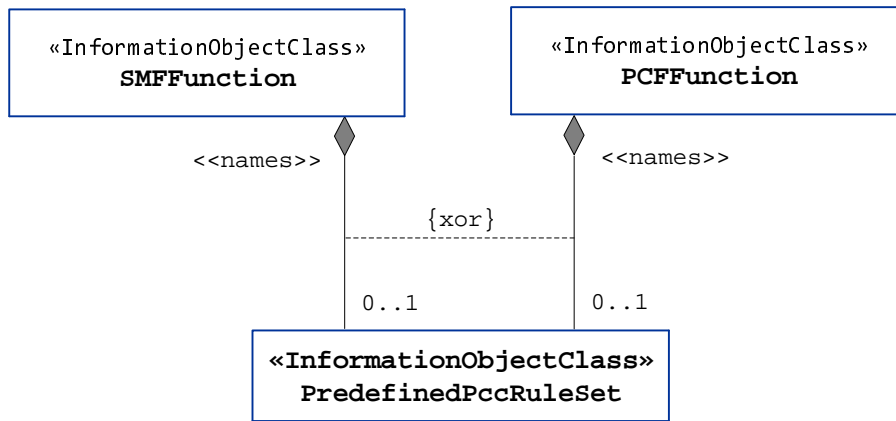 «InformationObjectClass»
SMFFunction
«InformationObjectClass»
PCFFunction
<<names>>
<<names>>
{xor}
0..1
0..1
«InformationObjectClass»
PredefinedPccRuleSet